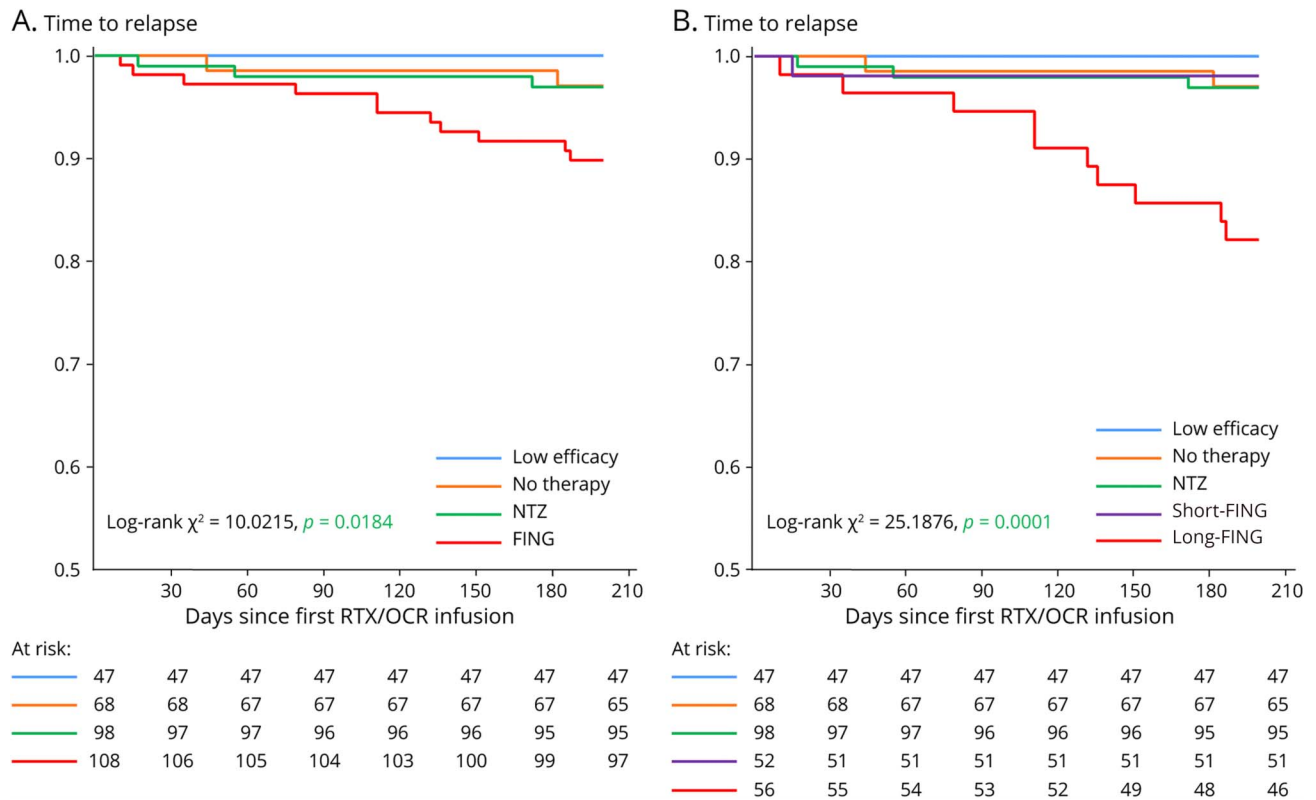 A. Time to relapse
1.0
0.9
0.8
0.7
0.6
0.5
Low efficacy
No therapy
NTZ
FING
Log-rank χ² = 10.0215, p = 0.0184
30 60 90 120 150 180 210
Days since first RTX/OCR infusion
At risk:
47 47 47 47 47 47 47 47
68 68 67 67 67 67 67 65
98 97 97 96 96 96 95 95
108 106 105 104 103 100 99 97
B. Time to relapse
1.0
0.9
0.8
0.7
0.6
0.5
Low efficacy
No therapy
NTZ
Short-FING
Long-FING
Log-rank χ² = 25.1876, p = 0.0001
30 60 90 120 150 180 210
Days since first RTX/OCR infusion
At risk:
47 47 47 47 47 47 47 47
68 68 67 67 67 67 67 65
98 97 97 96 96 96 95 95
52 51 51 51 51 51 51 51
56 55 54 53 52 49 48 46